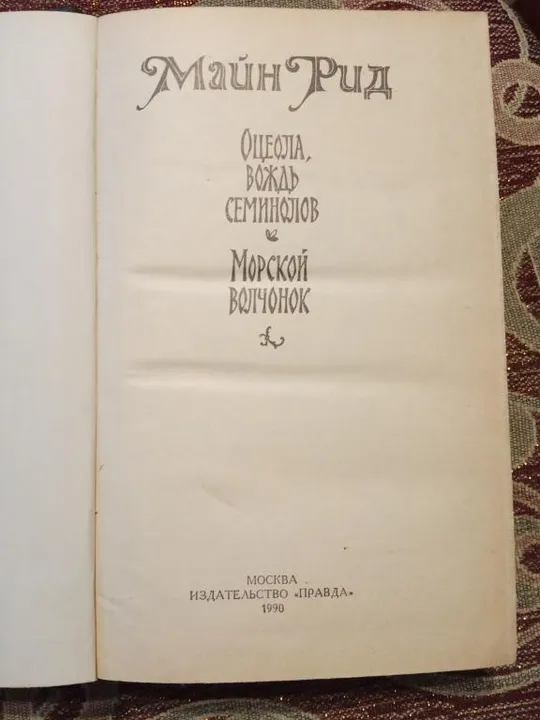 Майн Рид
Оцеола,
вождь
семинолов
Морской
волчонок
МОСКВА
ИЗДАТЕЛЬСТВО «ПРАВДА»
1990